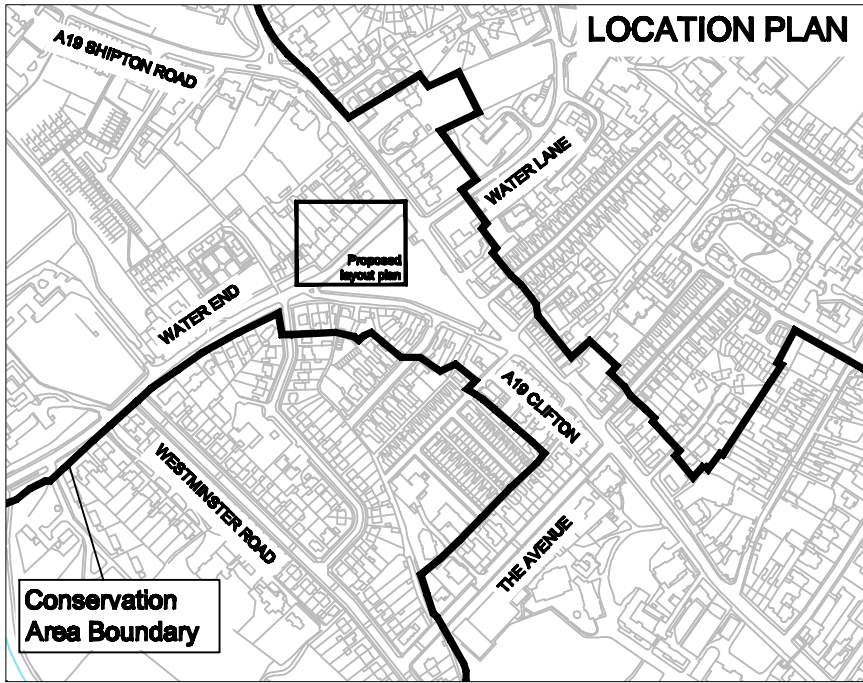 LOCATION PLAN
A19 SHIPTON ROAD
WATER LANE
Proposed
layout plan
WATER END
A19 CLIFTON
WESTMINSTER ROAD
THE AVENUE
Conservation
Area Boundary